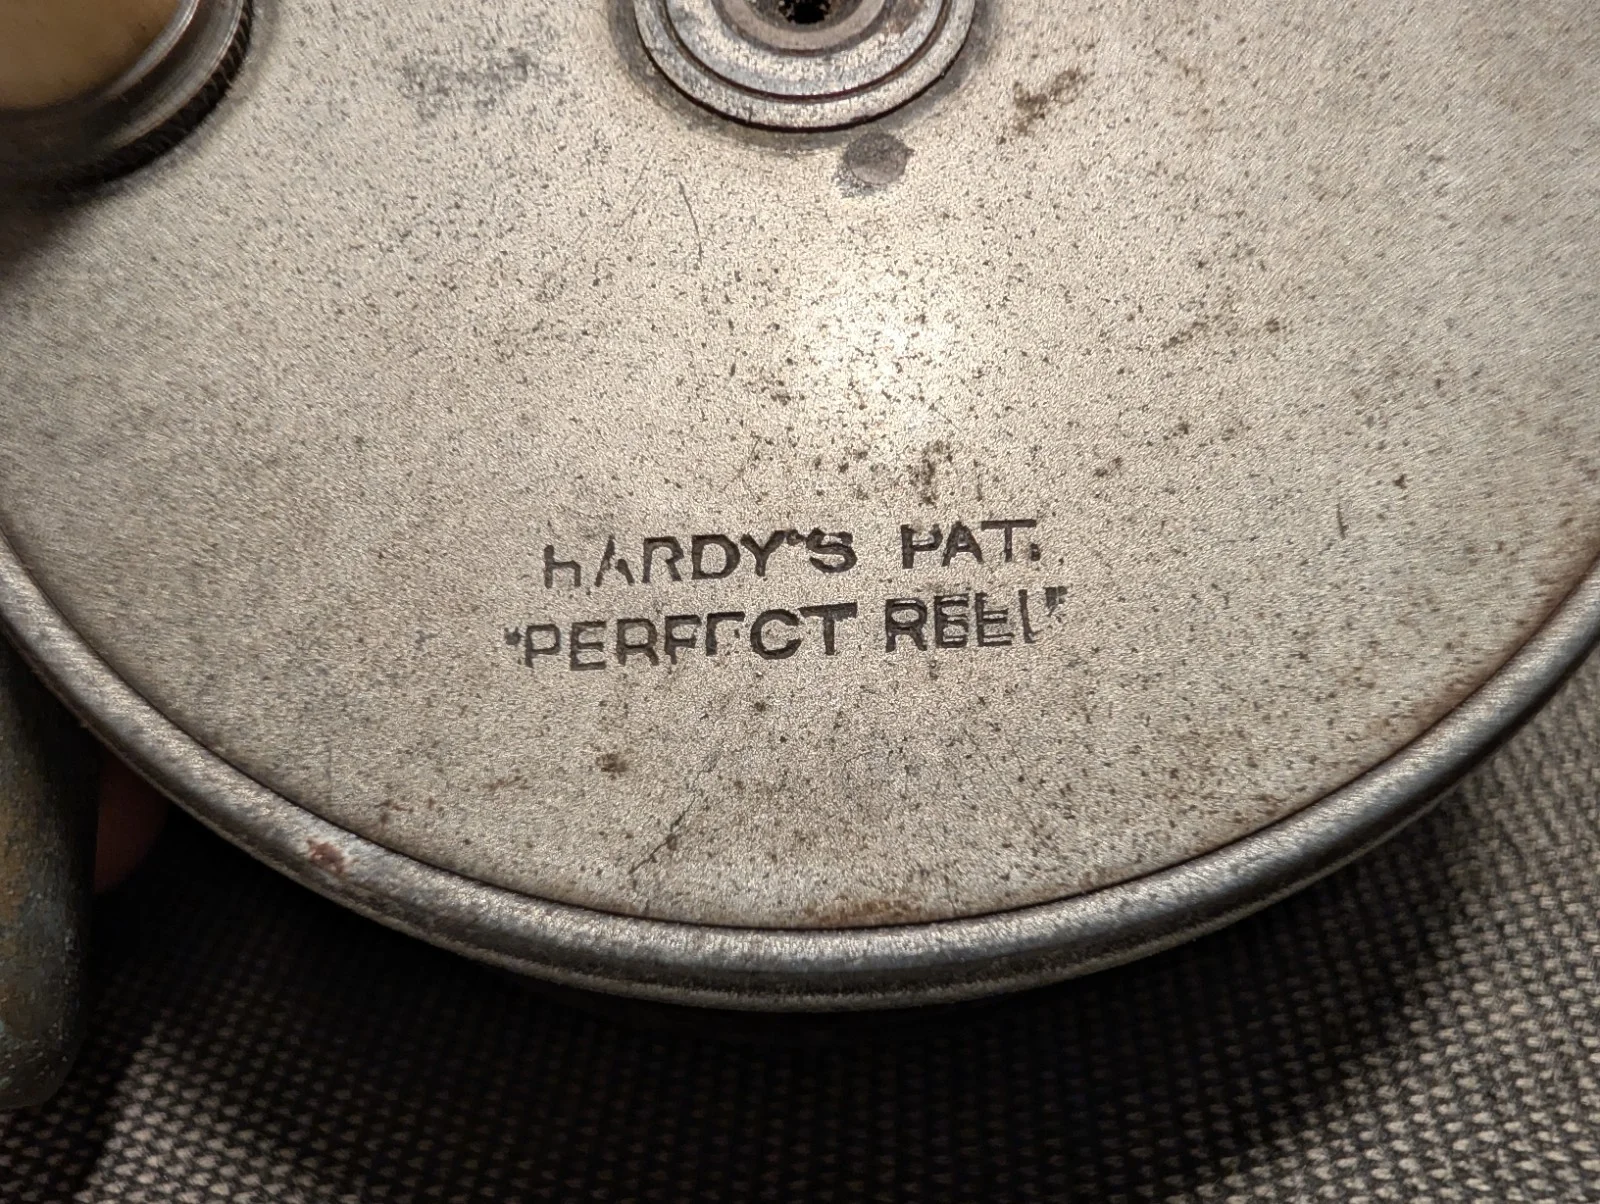 HARDY'S PAT.
"PERFECT REEL"